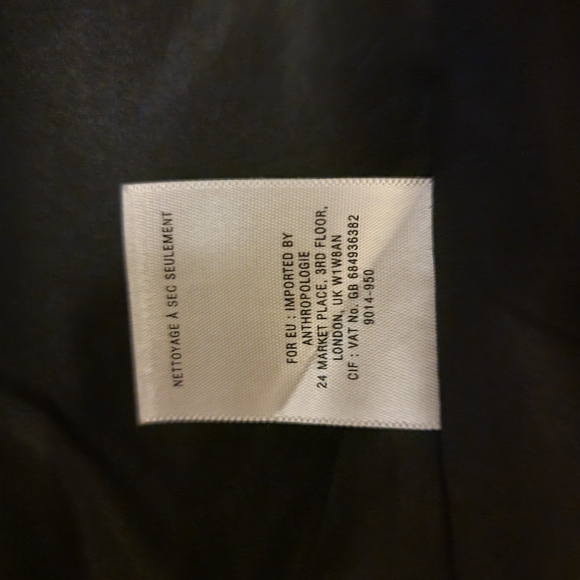 NETTOYAGE À SEC SEULEMENT
FOR EU : IMPORTED BY
ANTHROPOLOGIE
24 MARKET PLACE, 3RD FLOOR,
LONDON, UK W1W8AN
CIF : VAT No. GB 684936382
9014-950